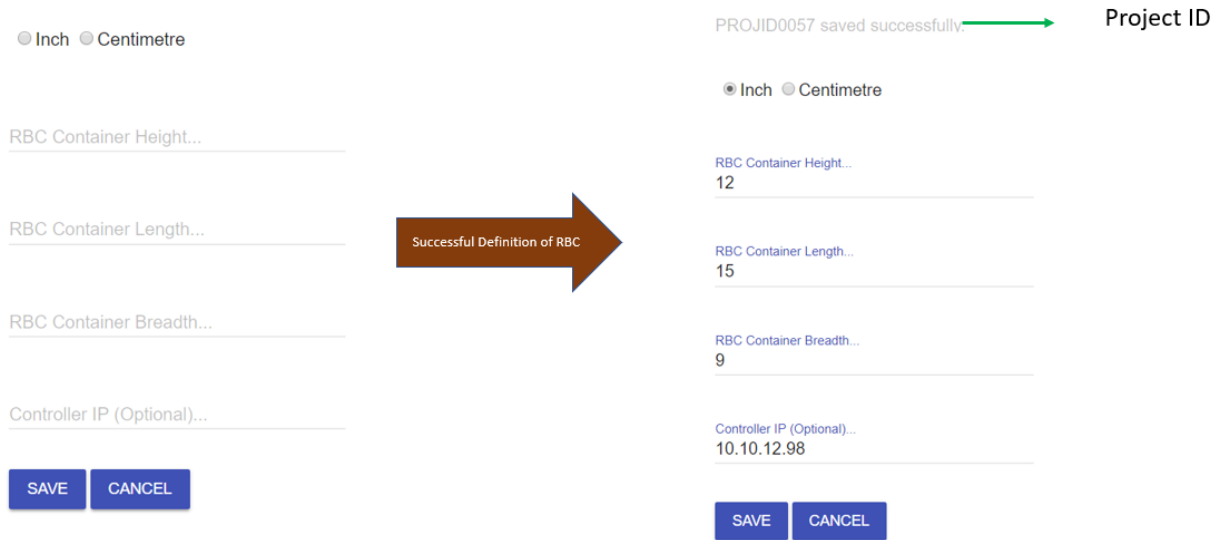 Inch Centimetre
RBC Container Height...
RBC Container Length...
RBC Container Breadth...
Controller IP (Optional)...
SAVE CANCEL
Successful Definition of RBC
PROJID0057 saved successfully.
Project ID
Inch Centimetre
RBC Container Height...
12
RBC Container Length...
15
RBC Container Breadth...
9
Controller IP (Optional)...
10.10.12.98
SAVE CANCEL